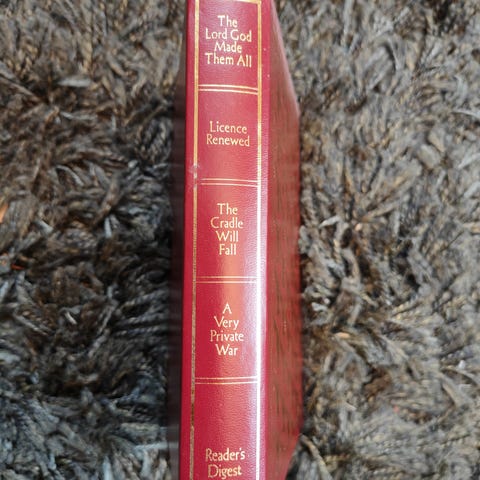 The
Lord God
Made
Them All
Licence
Renewed
The
Cradle
Will
Fall
A
Very
Private
War
Reader's
Digest